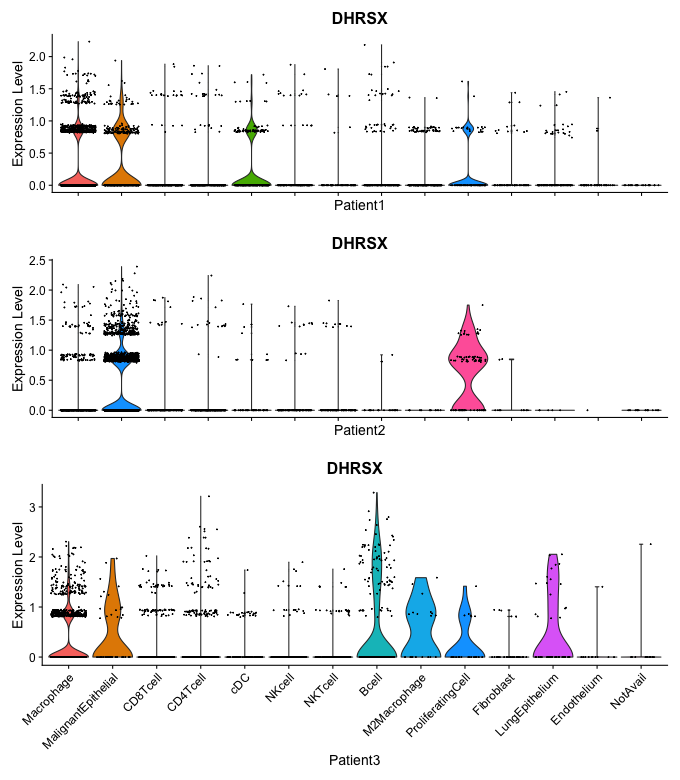 DHRSX
Expression Level
2.0
1.5
1.0
0.5
0.0
Patient1
DHRSX
Expression Level
2.5
2.0
1.5
1.0
0.5
0.0
Patient2
DHRSX
Expression Level
3
2
1
0
Macrophage
MalignantEpithelial
CD8Tcell
CD4Tcell
cDC
NKcell
NKTcell
Bcell
M2Macrophage
ProliferatingCell
Fibroblast
LungEpithelium
Endothelium
NotAvail
Patient3